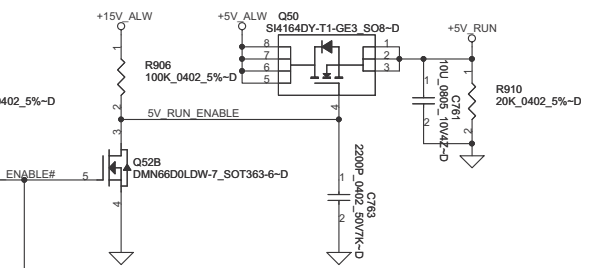 +15V_ALW
+5V_ALW
Q50
SI4164DY-T1-GE3_SO8~D
+5V_RUN
8
7
6
5
1
2
3
4
1
R906
100K_0402_5%~D
2
0402_5%~D
1
10U_0805_10V4Z~D
C761
2
1
R910
20K_0402_5%~D
2
5V_RUN_ENABLE
3
Q52B
DMN66D0LDW-7_SOT363-6~D
ENABLE#
5
4
1
2200P_0402_50V7K~D
C763
2